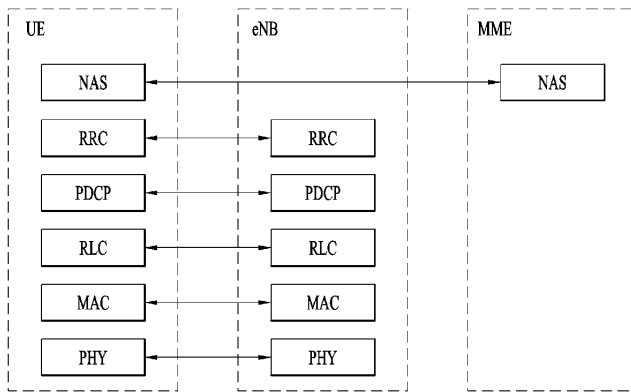 UE eNB MME
NAS NAS
RRC RRC
PDCP PDCP
RLC RLC
MAC MAC
PHY PHY